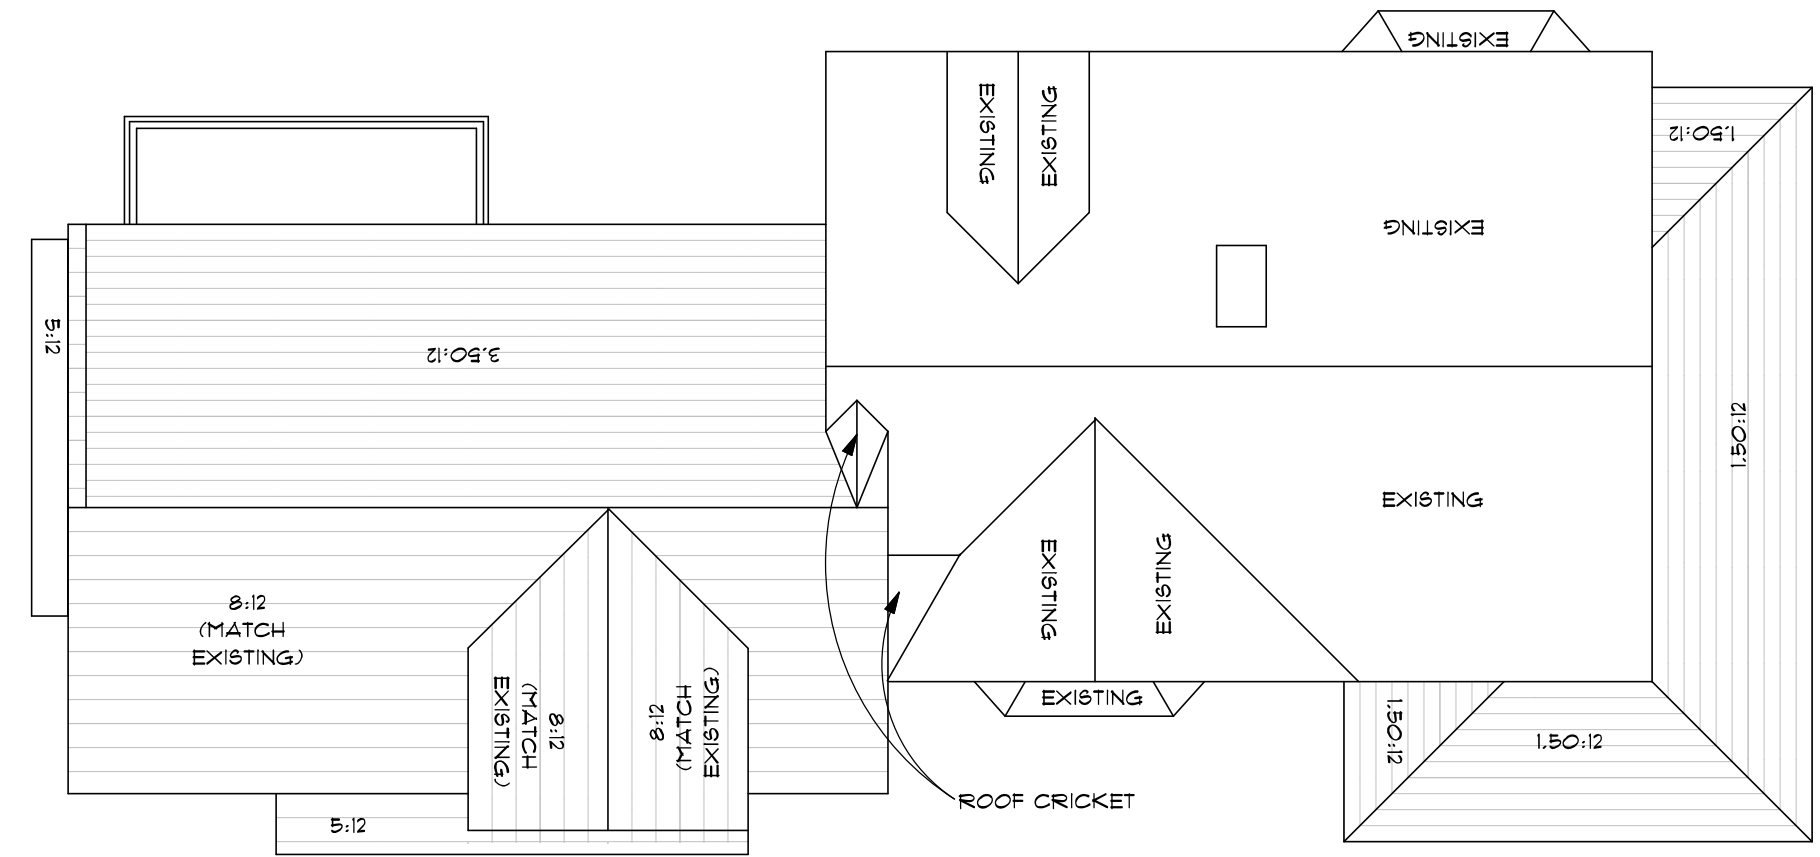 EXISTING
EXISTING
EXISTING
1.50:12
EXISTING
5:12
3.50:12
1.50:12
EXISTING
EXISTING
EXISTING
8:12
(MATCH
EXISTING)
8:12
(MATCH
EXISTING)
8:12
(MATCH
EXISTING)
EXISTING
1.50:12
1.50:12
ROOF CRICKET
5:12